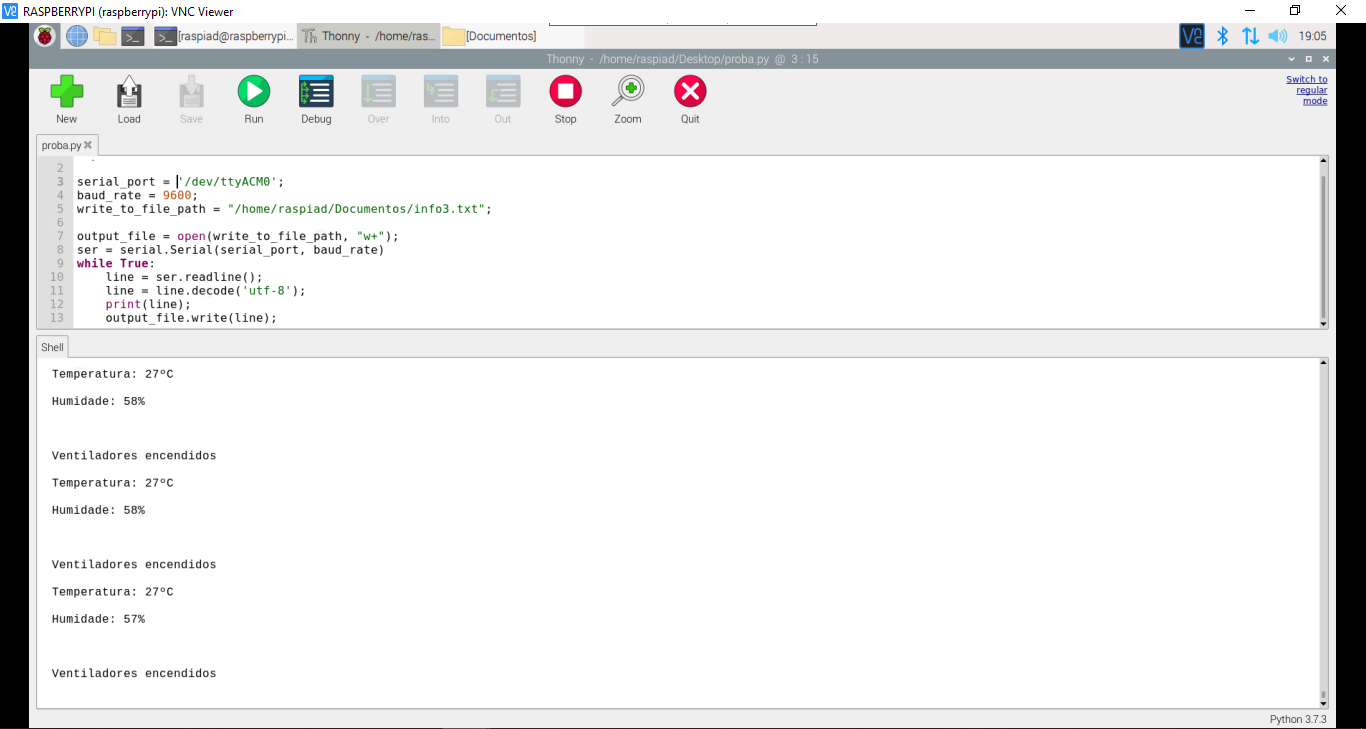 RASPBERRYPI (raspberrypi): VNC Viewer
[raspiad@raspberrypi... Thonny - /home/ras... [Documentos] 19:05
Thonny - /home/raspiad/Desktop/proba.py @ 3:15
New Load Save Run Debug Over Into Out Stop Zoom Quit
Switch to
regular
mode
proba.py
2
3 serial_port = '/dev/ttyACM0';
4 baud_rate = 9600;
5 write_to_file_path = "/home/raspiad/Documentos/info3.txt";
6
7 output_file = open(write_to_file_path, "w+");
8 ser = serial.Serial(serial_port, baud_rate)
9 while True:
10 line = ser.readline();
11 line = line.decode('utf-8');
12 print(line);
13 output_file.write(line);
Shell
Temperatura: 27ºC
Humidade: 58%
Ventiladores encendidos
Temperatura: 27ºC
Humidade: 58%
Ventiladores encendidos
Temperatura: 27ºC
Humidade: 57%
Ventiladores encendidos
Python 3.7.3